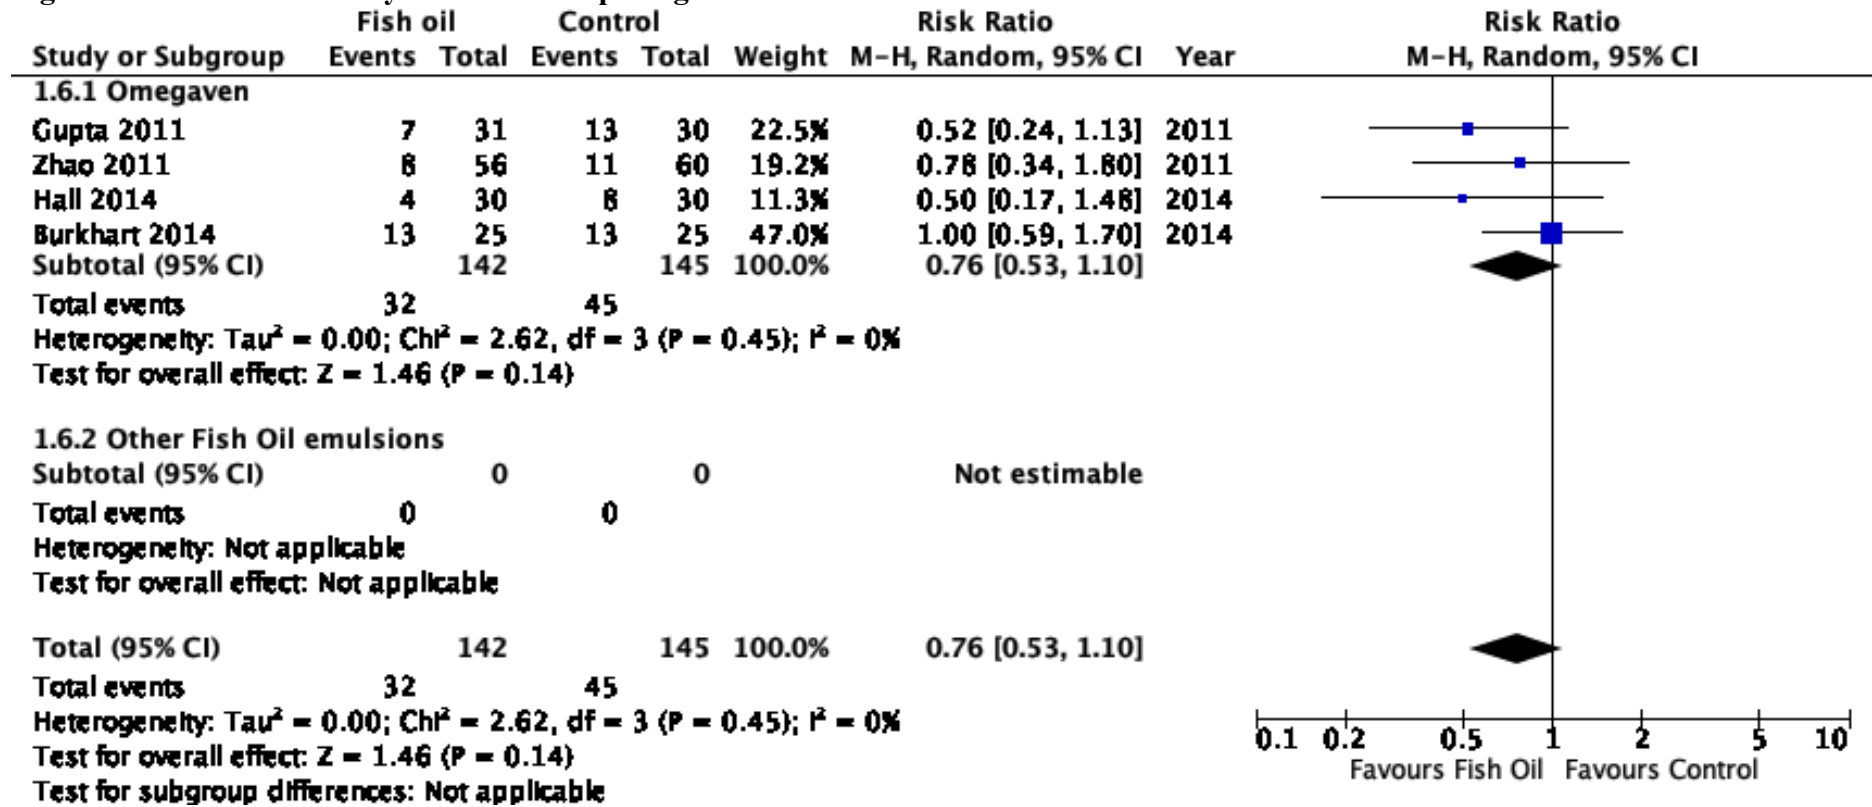 Fish oil Control Risk Ratio Risk Ratio
Study or Subgroup Events Total Events Total Weight M-H, Random, 95% CI Year M-H, Random, 95% CI
1.6.1 Omegaven
Gupta 2011 7 31 13 30 22.5% 0.52 [0.24, 1.13] 2011
Zhao 2011 8 56 11 60 19.2% 0.78 [0.34, 1.80] 2011
Hall 2014 4 30 8 30 11.3% 0.50 [0.17, 1.48] 2014
Burkhart 2014 13 25 13 25 47.0% 1.00 [0.59, 1.70] 2014
Subtotal (95% CI) 142 145 100.0% 0.76 [0.53, 1.10]
Total events 32 45
Heterogeneity: Tau² = 0.00; Chi² = 2.62, df = 3 (P = 0.45); I² = 0%
Test for overall effect: Z = 1.46 (P = 0.14)
1.6.2 Other Fish Oil emulsions
Subtotal (95% CI) 0 0 Not estimable
Total events 0 0
Heterogeneity: Not applicable
Test for overall effect: Not applicable
Total (95% CI) 142 145 100.0% 0.76 [0.53, 1.10]
Total events 32 45
Heterogeneity: Tau² = 0.00; Chi² = 2.62, df = 3 (P = 0.45); I² = 0%
Test for overall effect: Z = 1.46 (P = 0.14)
Test for subgroup differences: Not applicable
0.1 0.2 0.5 1 2 5 10
Favours Fish Oil Favours Control